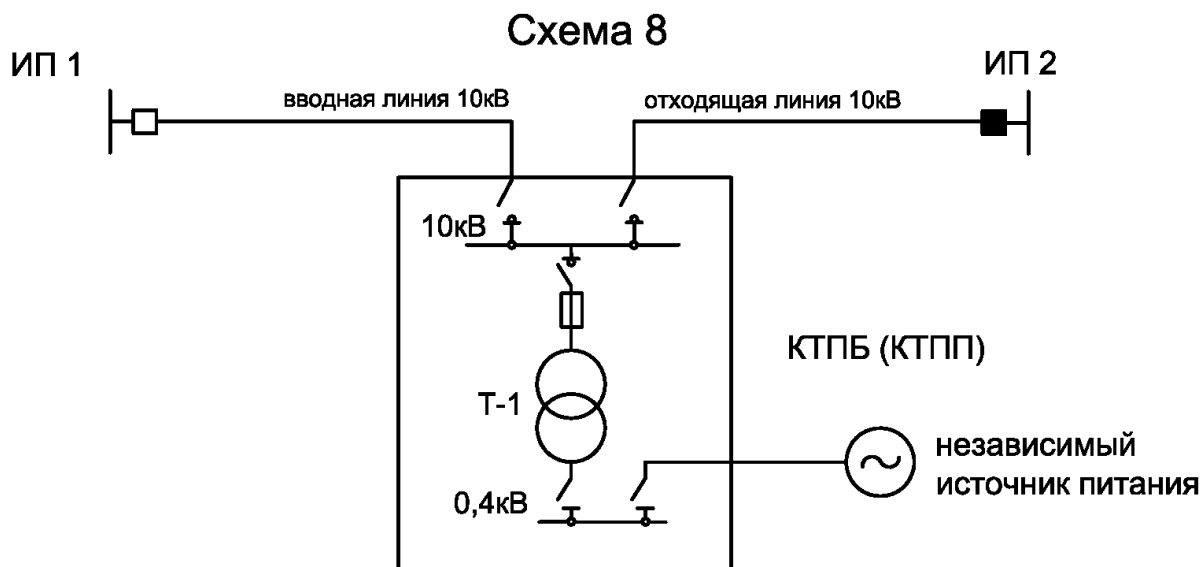 Схема 8
ИП 1
ИП 2
вводная линия 10кВ
отходящая линия 10кВ
10кВ
КТПБ (КТПП)
Т-1
независимый
источник питания
0,4кВ